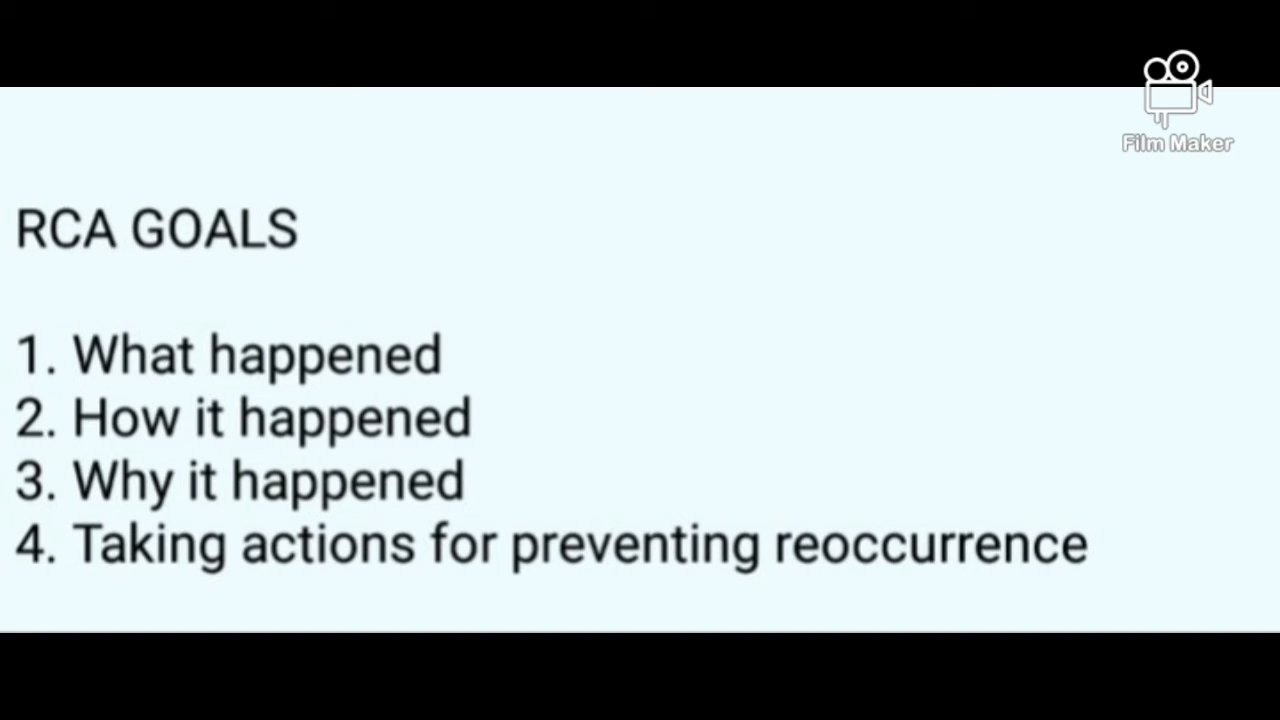 Film Maker
RCA GOALS
1. What happened
2. How it happened
3. Why it happened
4. Taking actions for preventing reoccurrence